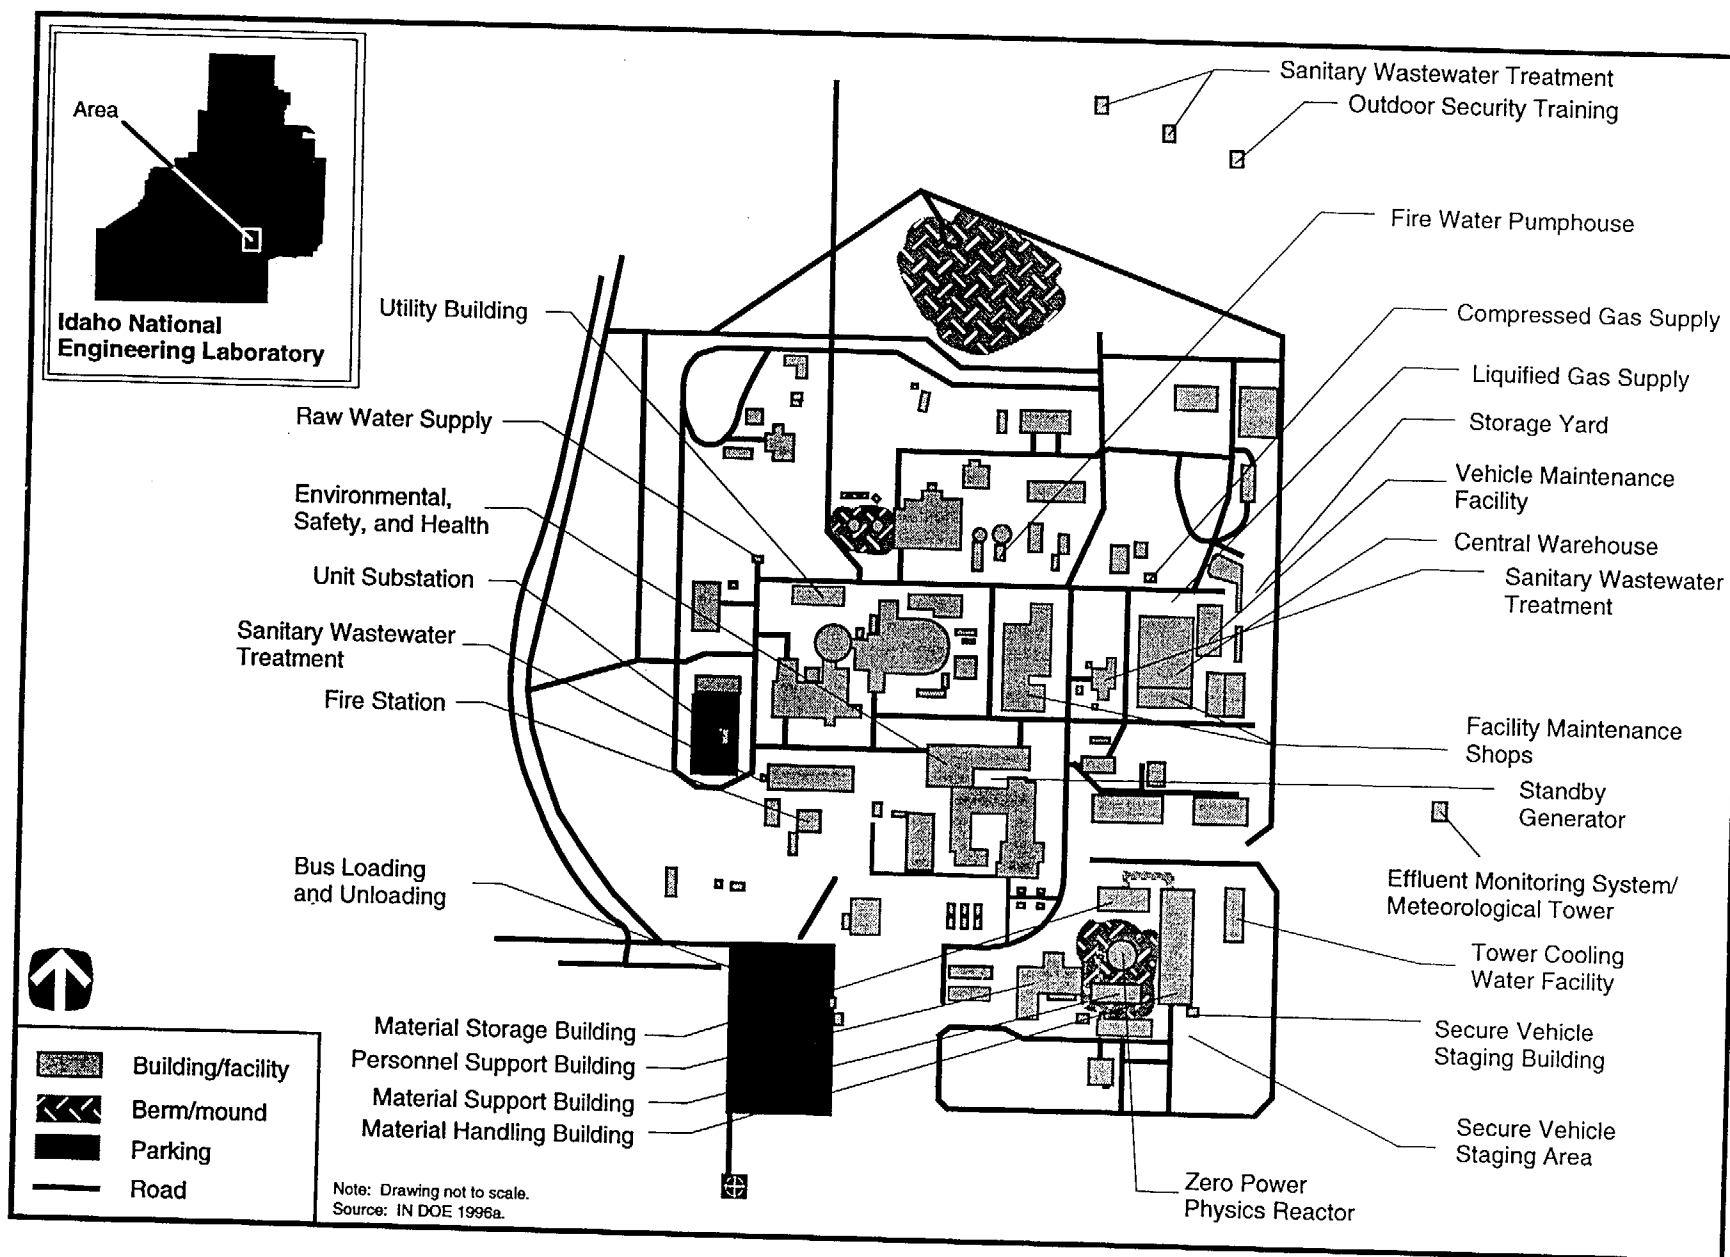 Area
Idaho National
Engineering Laboratory
Sanitary Wastewater Treatment
Outdoor Security Training
Fire Water Pumphouse
Compressed Gas Supply
Liquified Gas Supply
Storage Yard
Vehicle Maintenance
Facility
Central Warehouse
Sanitary Wastewater
Treatment
Facility Maintenance
Shops
Standby
Generator
Effluent Monitoring System/
Meteorological Tower
Tower Cooling
Water Facility
Secure Vehicle
Staging Building
Secure Vehicle
Staging Area
Zero Power
Physics Reactor
Utility Building
Raw Water Supply
Environmental,
Safety, and Health
Unit Substation
Sanitary Wastewater
Treatment
Fire Station
Bus Loading
and Unloading
Material Storage Building
Personnel Support Building
Material Support Building
Material Handling Building
Building/facility
Berm/mound
Parking
Road
Note: Drawing not to scale.
Source: IN DOE 1996a.